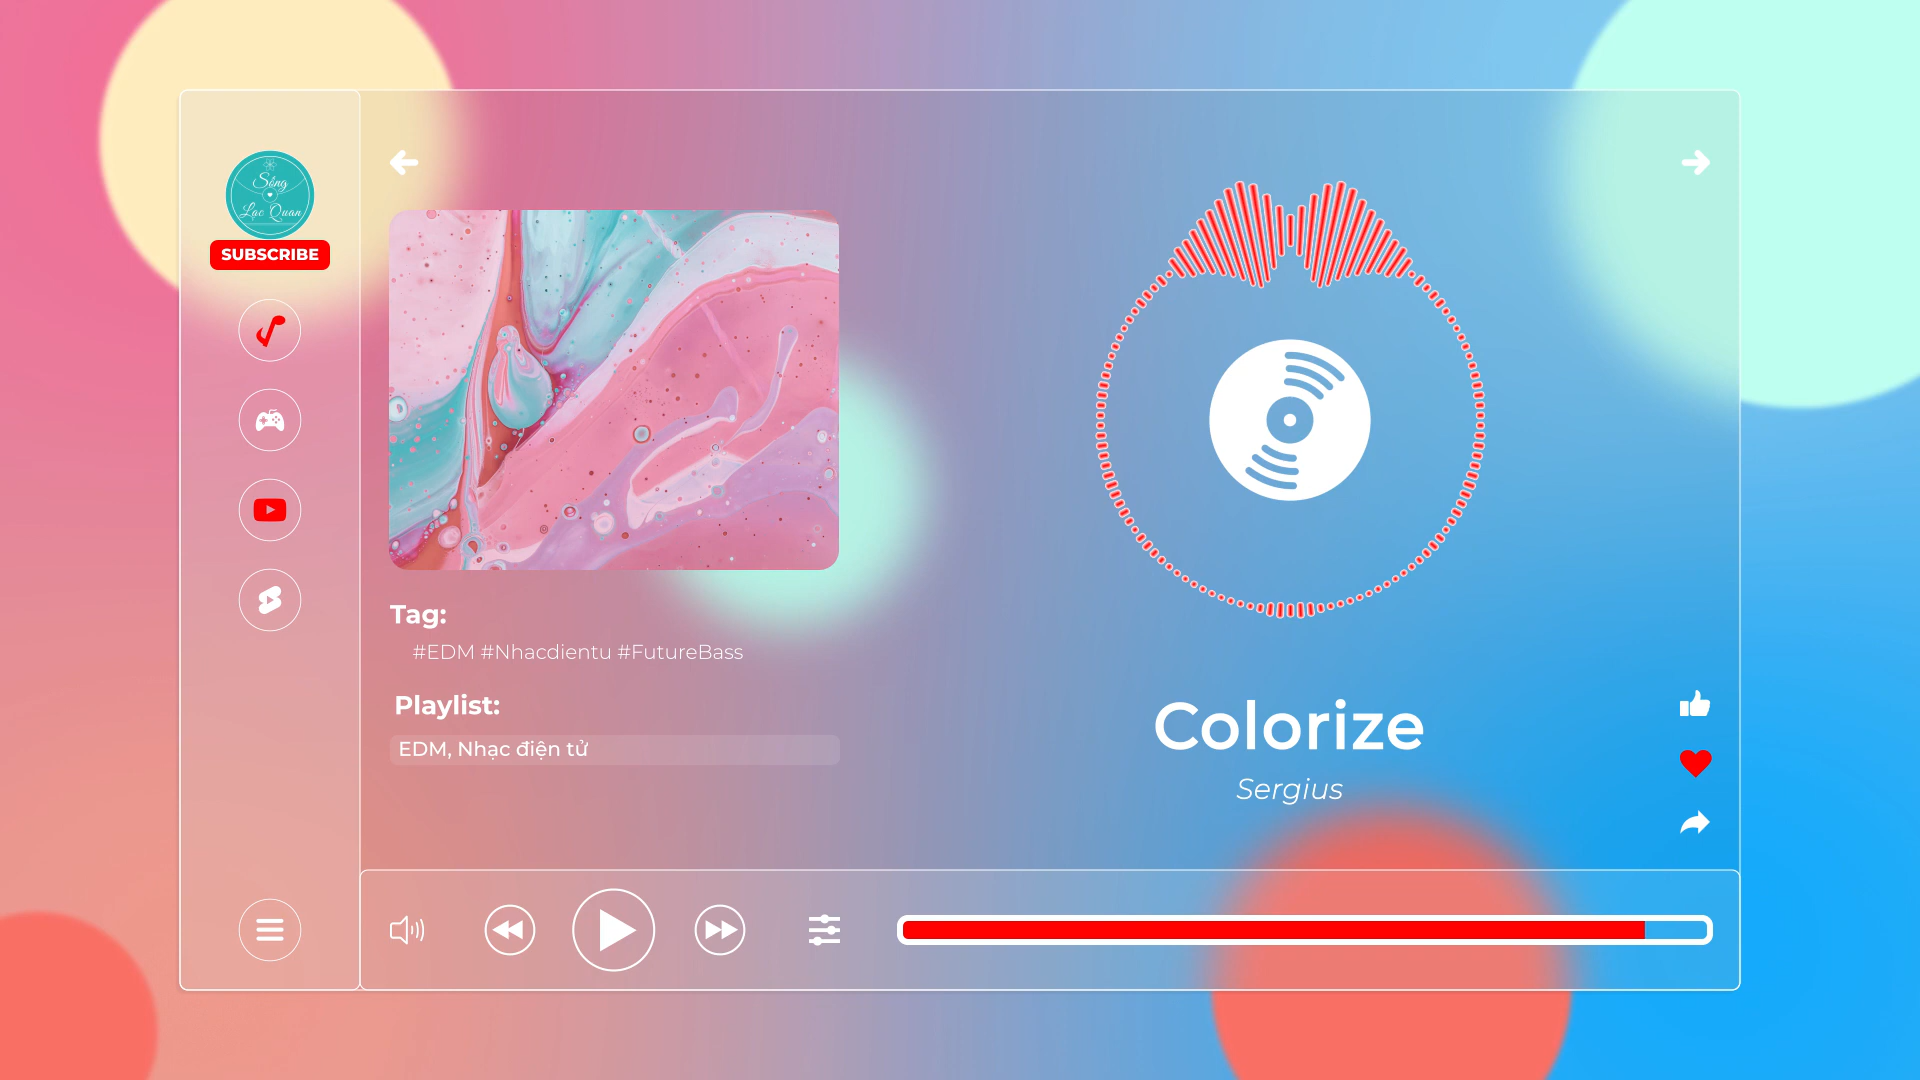 Sống
Lạc Quan
SUBSCRIBE
Tag:
#EDM #Nhacdientu #FutureBass
Playlist:
EDM, Nhạc điện tử
Colorize
Sergius